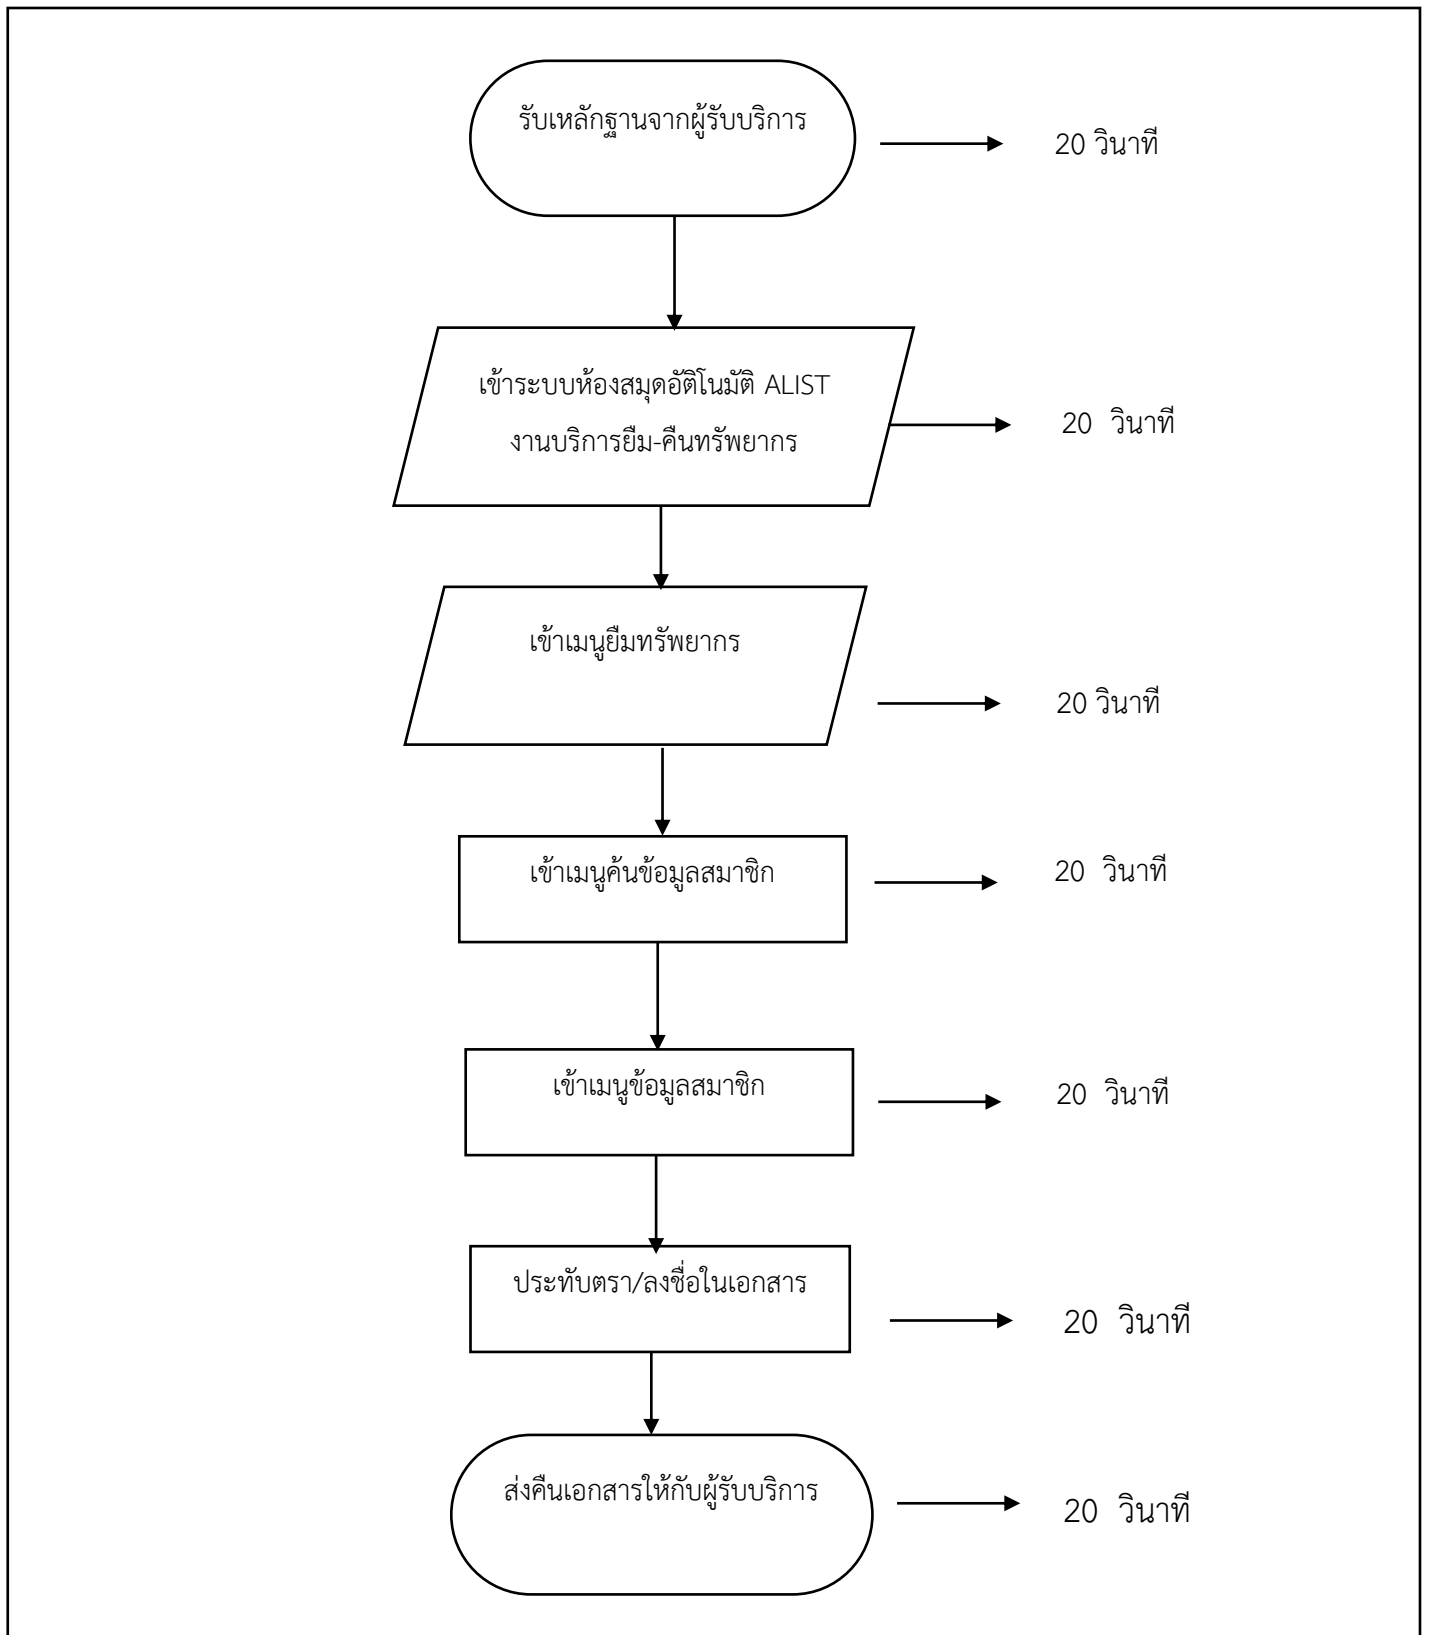 รับเหลักฐานจากผู้รับบริการ
20 วินาที
เข้าระบบห้องสมุดอัติโนมัติ ALIST
งานบริการยืม-คืนทรัพยากร
20 วินาที
เข้าเมนูยืมทรัพยากร
20 วินาที
เข้าเมนูค้นข้อมูลสมาชิก
20 วินาที
เข้าเมนูข้อมูลสมาชิก
20 วินาที
ประทับตรา/ลงชื่อในเอกสาร
20 วินาที
ส่งคืนเอกสารให้กับผู้รับบริการ
20 วินาที